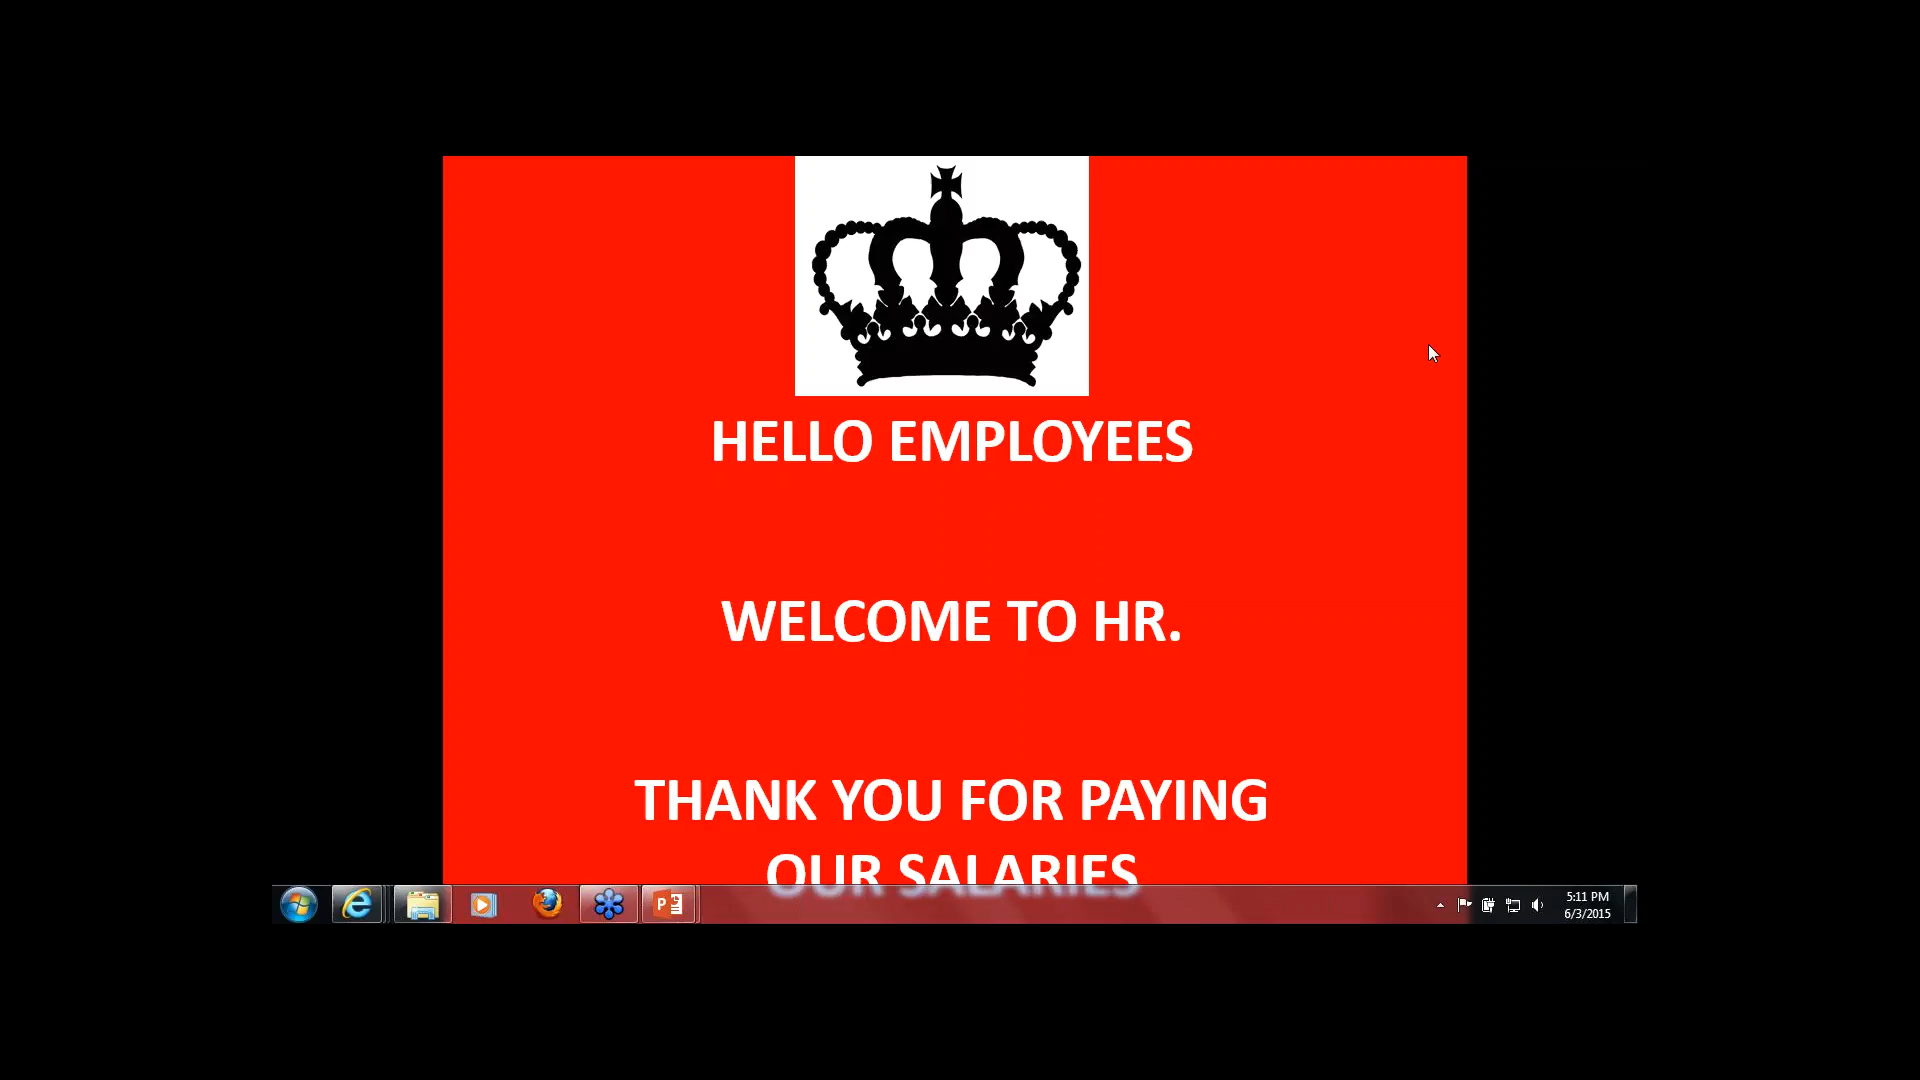 HELLO EMPLOYEES
WELCOME TO HR.
THANK YOU FOR PAYING
OUR SALARIES
5:11 PM
6/3/2015